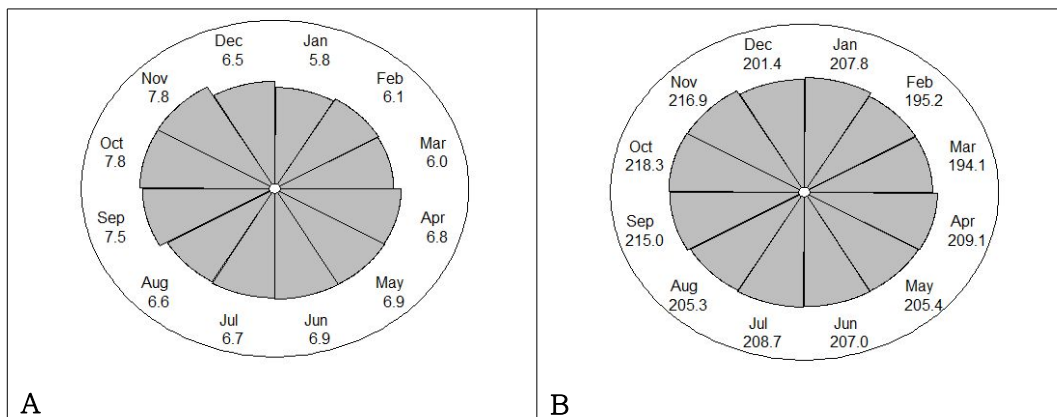 Dec
6.5
Jan
5.8
Feb
6.1
Mar
6.0
Apr
6.8
May
6.9
Jun
6.9
Jul
6.7
Aug
6.6
Sep
7.5
Oct
7.8
Nov
7.8
A
Dec
201.4
Jan
207.8
Feb
195.2
Mar
194.1
Apr
209.1
May
205.4
Jun
207.0
Jul
208.7
Aug
205.3
Sep
215.0
Oct
218.3
Nov
216.9
B